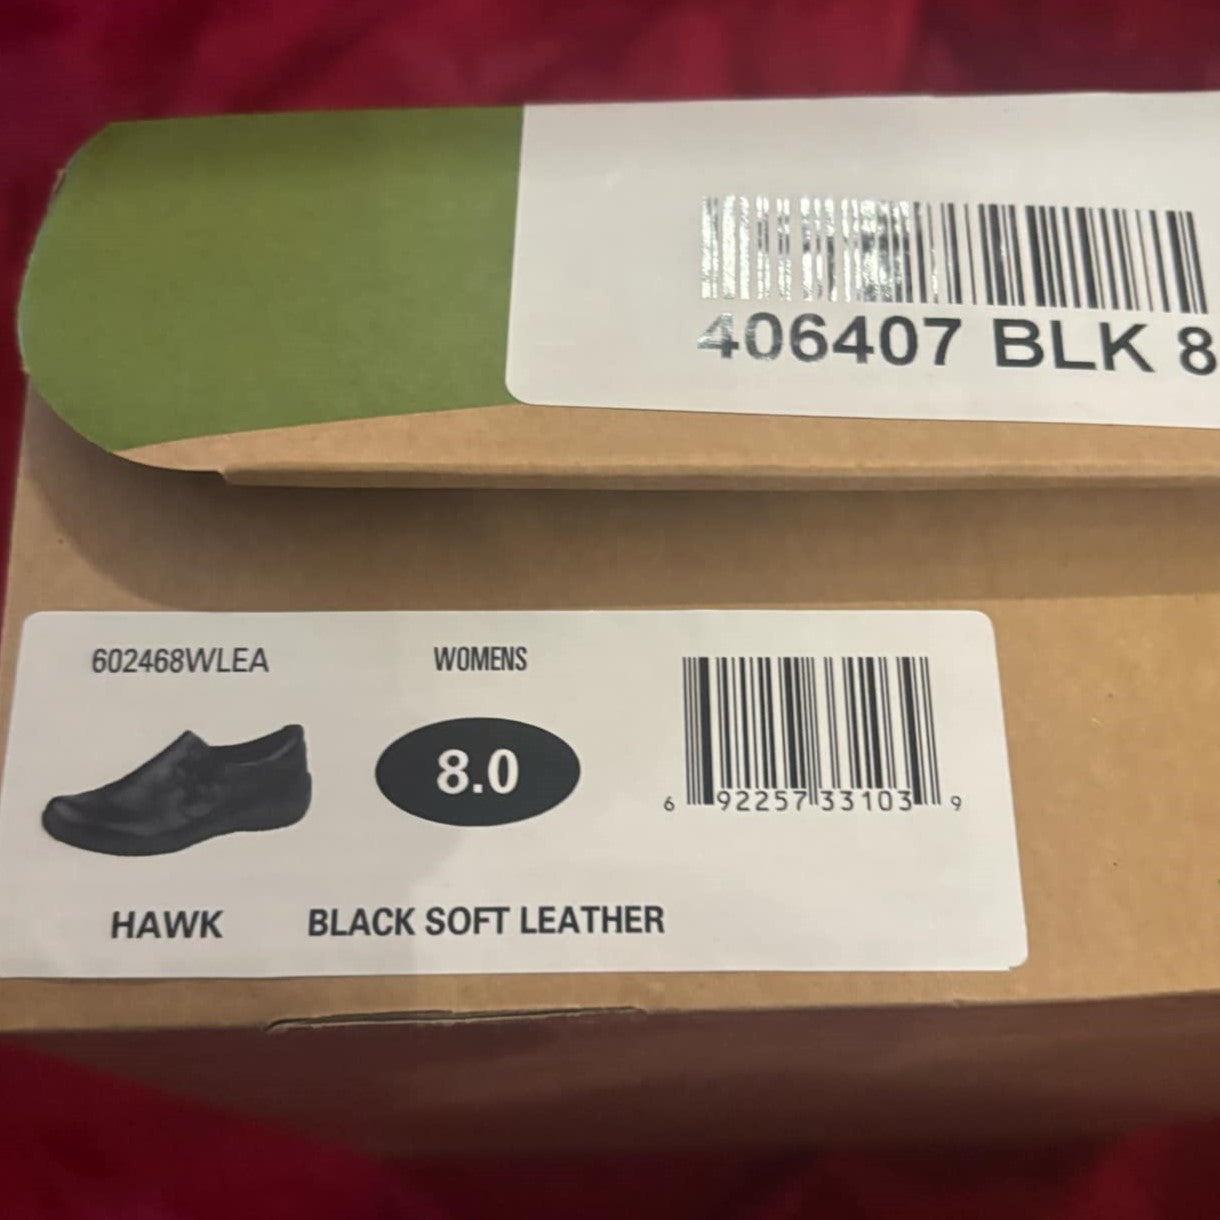 406407 BLK 8
602468WLEA
WOMENS
8.0
6 92257 33103 9
HAWK
BLACK SOFT LEATHER